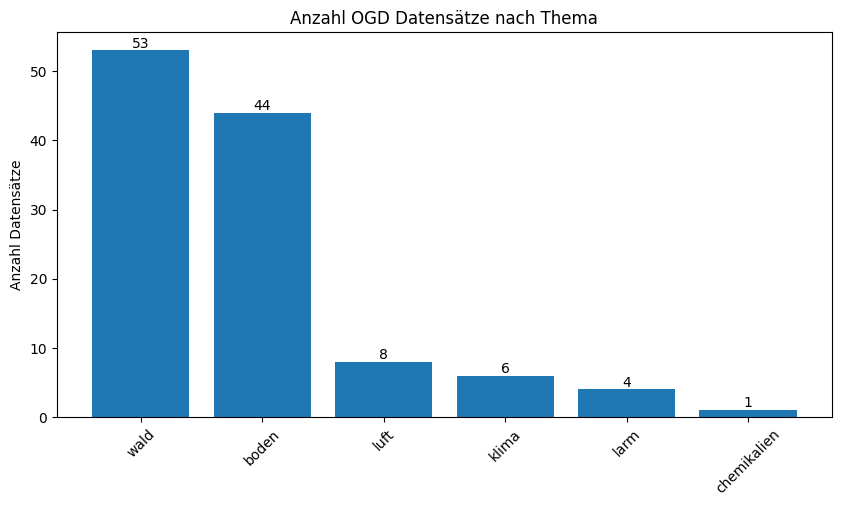 Anzahl OGD Datensätze nach Thema
Anzahl Datensätze
50
40
30
20
10
0
53
44
8
6
4
1
wald
boden
luft
klima
larm
chemikalien